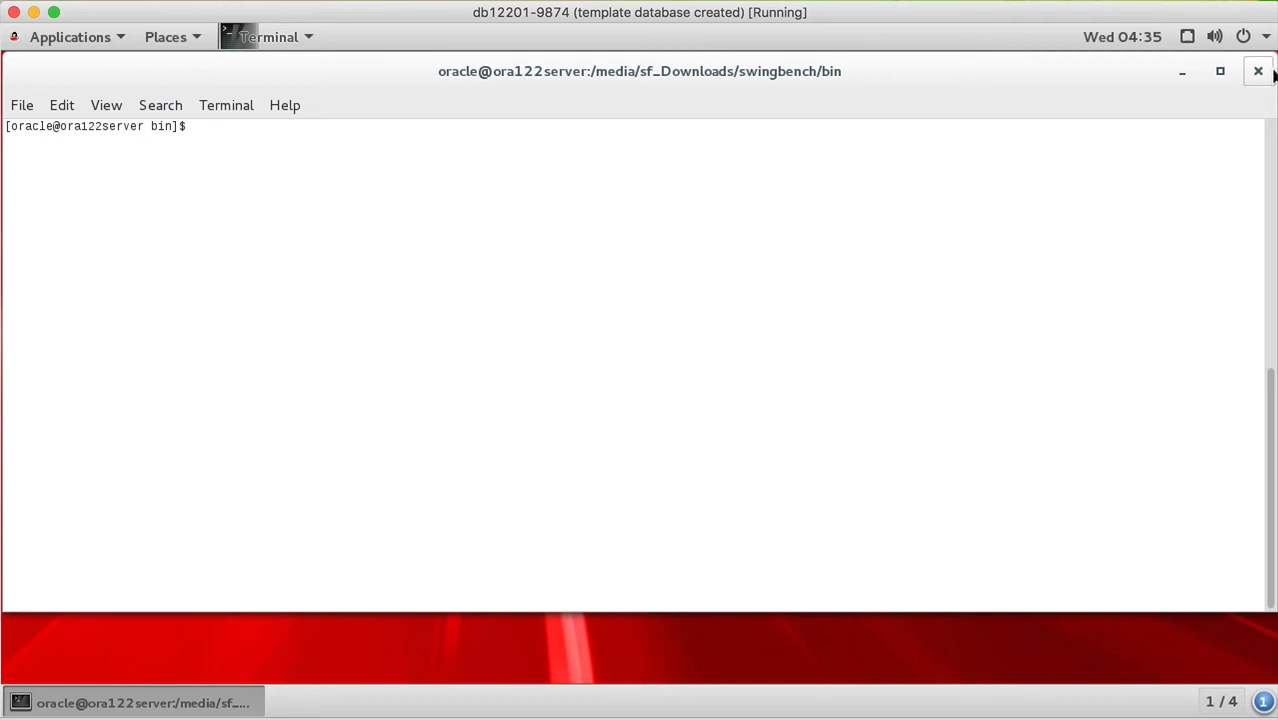 db12201-9874 (template database created) [Running]
Applications Places Terminal Wed 04:35
oracle@ora122server:/media/sf_Downloads/swingbench/bin
File Edit View Search Terminal Help
[oracle@ora122server bin]$
oracle@ora122server:/media/sf_... 1 / 4 1